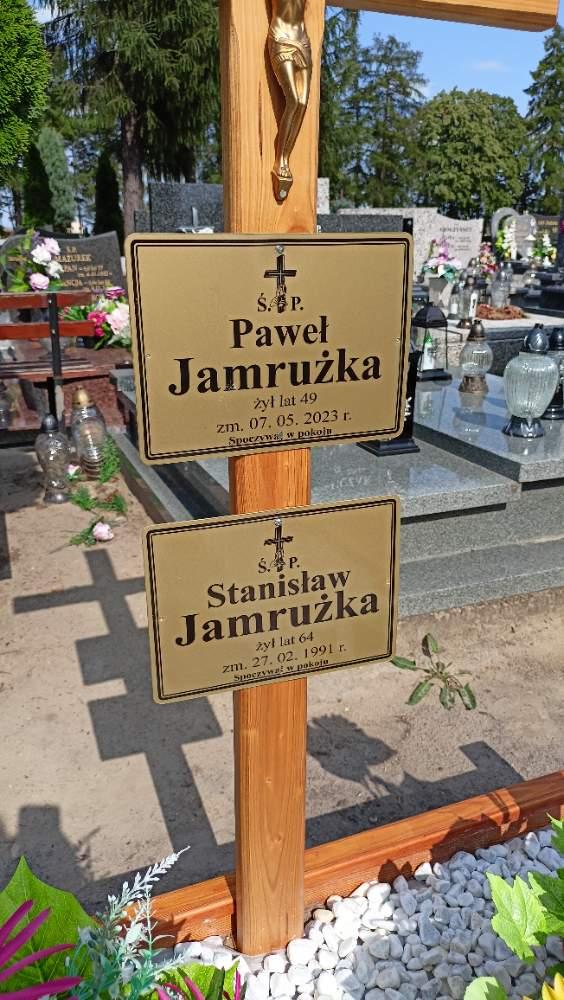 Ś. P.
Paweł
Jamrużka
żył lat 49
zm. 07. 05. 2023 r.
Spoczywaj w pokoju
Ś. P.
Stanisław
Jamrużka
żył lat 64
zm. 27. 02. 1991 r.
Spoczywaj w pokoju
Ś.P.
MAZUREK